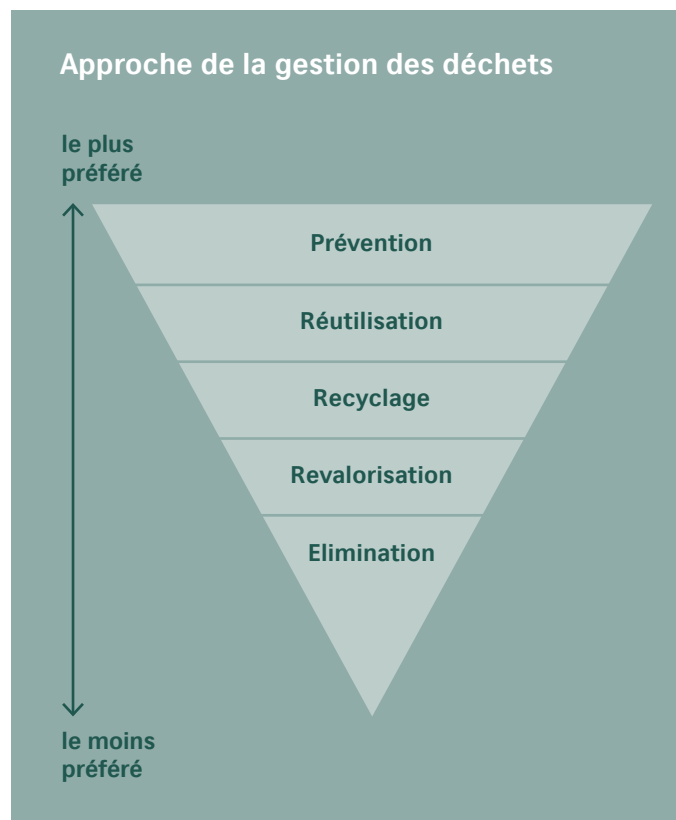 Approche de la gestion des déchets
le plus
préféré
Prévention
Réutilisation
Recyclage
Revalorisation
Elimination
le moins
préféré